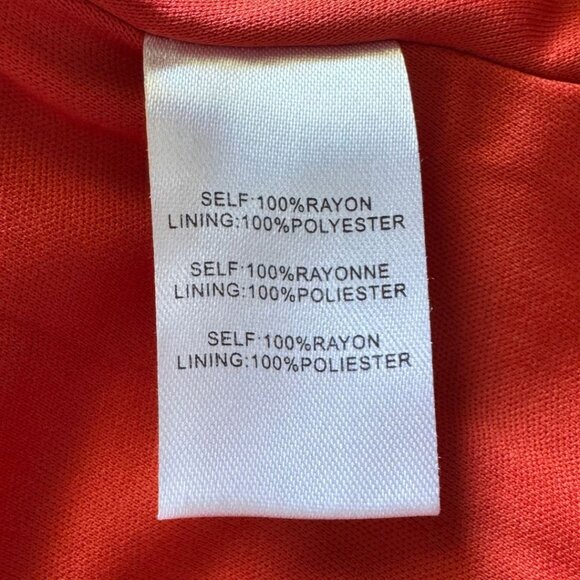 SELF:100%RAYON
LINING:100%POLYESTER
SELF:100%RAYONNE
LINING:100%POLIESTER
SELF:100%RAYON
LINING:100%POLIESTER